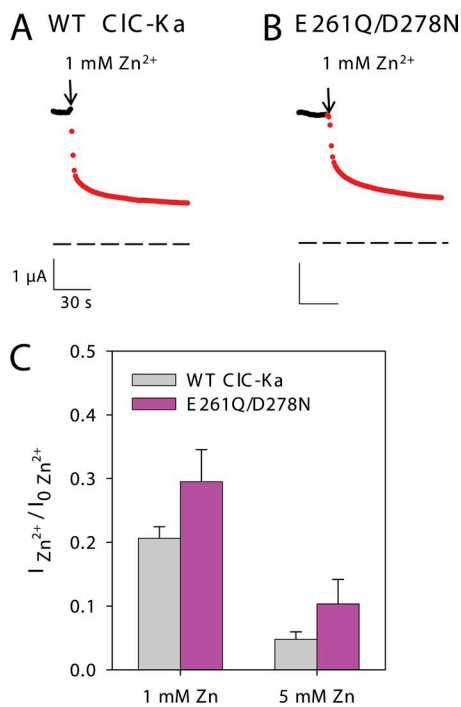 A WT ClC-Ka
1 mM Zn²⁺
1 µA
30 s
B E261Q/D278N
1 mM Zn²⁺
C
0.5
0.4
0.3
0.2
0.1
0.0
I Zn²⁺ / I₀ Zn²⁺
WT ClC-Ka
E261Q/D278N
1 mM Zn
5 mM Zn